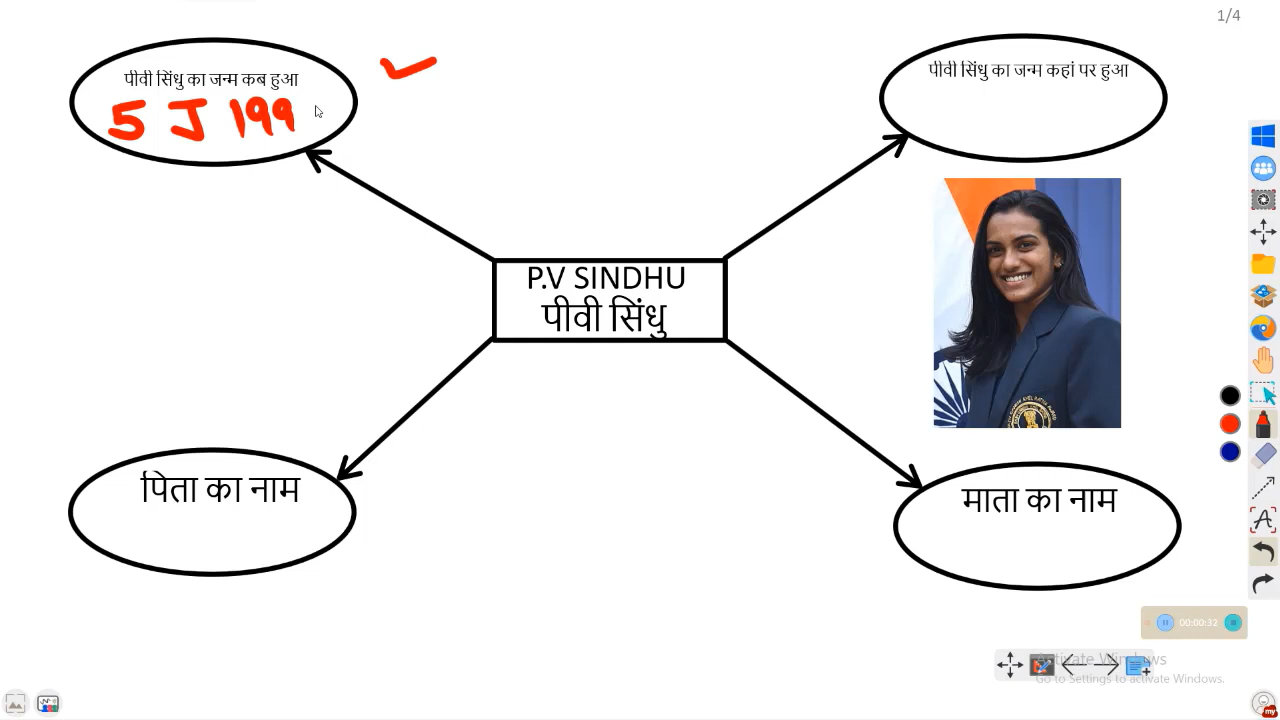 1/4
पीवी सिंधु का जन्म कब हुआ
5 J 199
पीवी सिंधु का जन्म कहां पर हुआ
P.V SINDHU
पीवी सिंधु
पिता का नाम
माता का नाम
00:00:32
Activate Windows
Go to Settings to activate Windows.
my